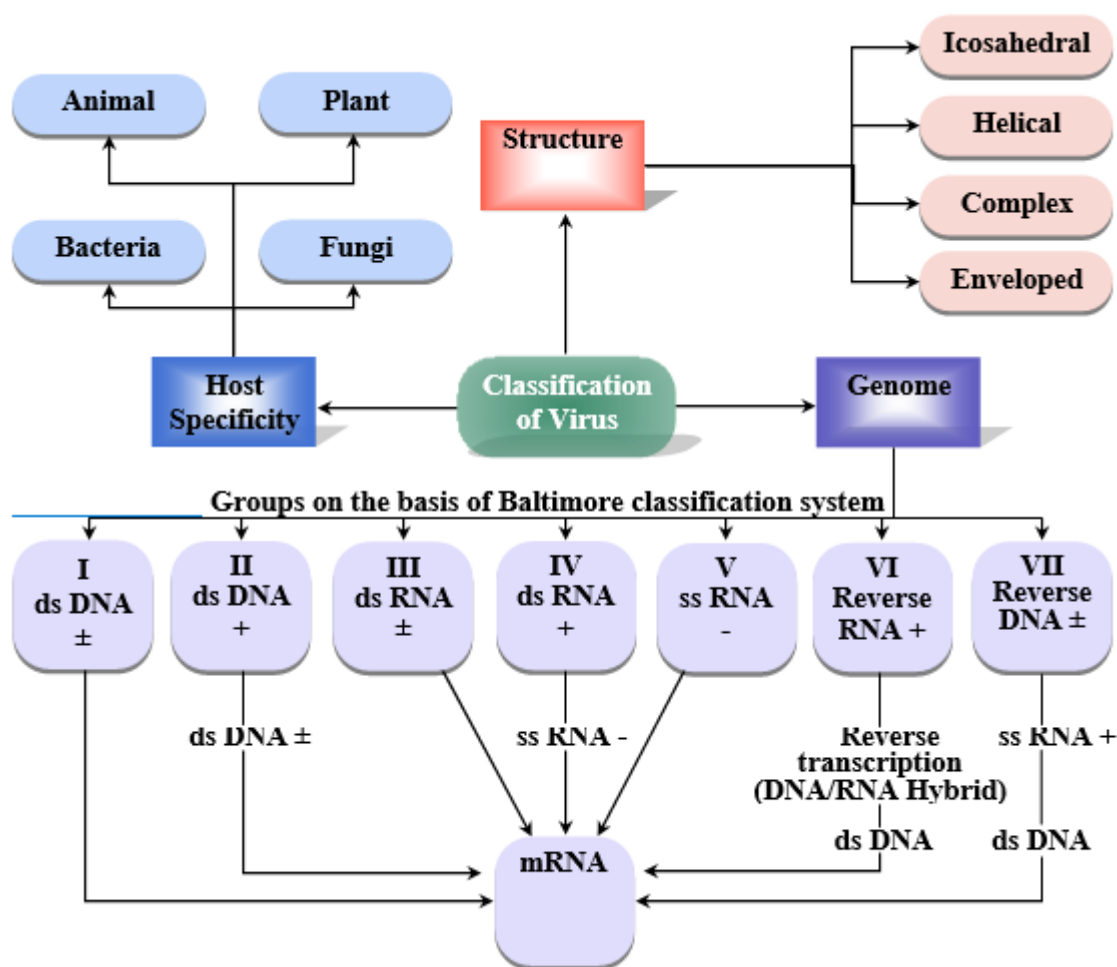 Icosahedral
Animal
Plant
Structure
Helical
Complex
Bacteria
Fungi
Enveloped
Host
Specificity
Classification
of Virus
Genome
Groups on the basis of Baltimore classification system
I
ds DNA
±
II
ds DNA
+
III
ds RNA
±
IV
ds RNA
+
V
ss RNA
-
VI
Reverse
RNA +
VII
Reverse
DNA ±
ds DNA ±
ss RNA -
Reverse
transcription
(DNA/RNA Hybrid)
ss RNA +
ds DNA
ds DNA
mRNA